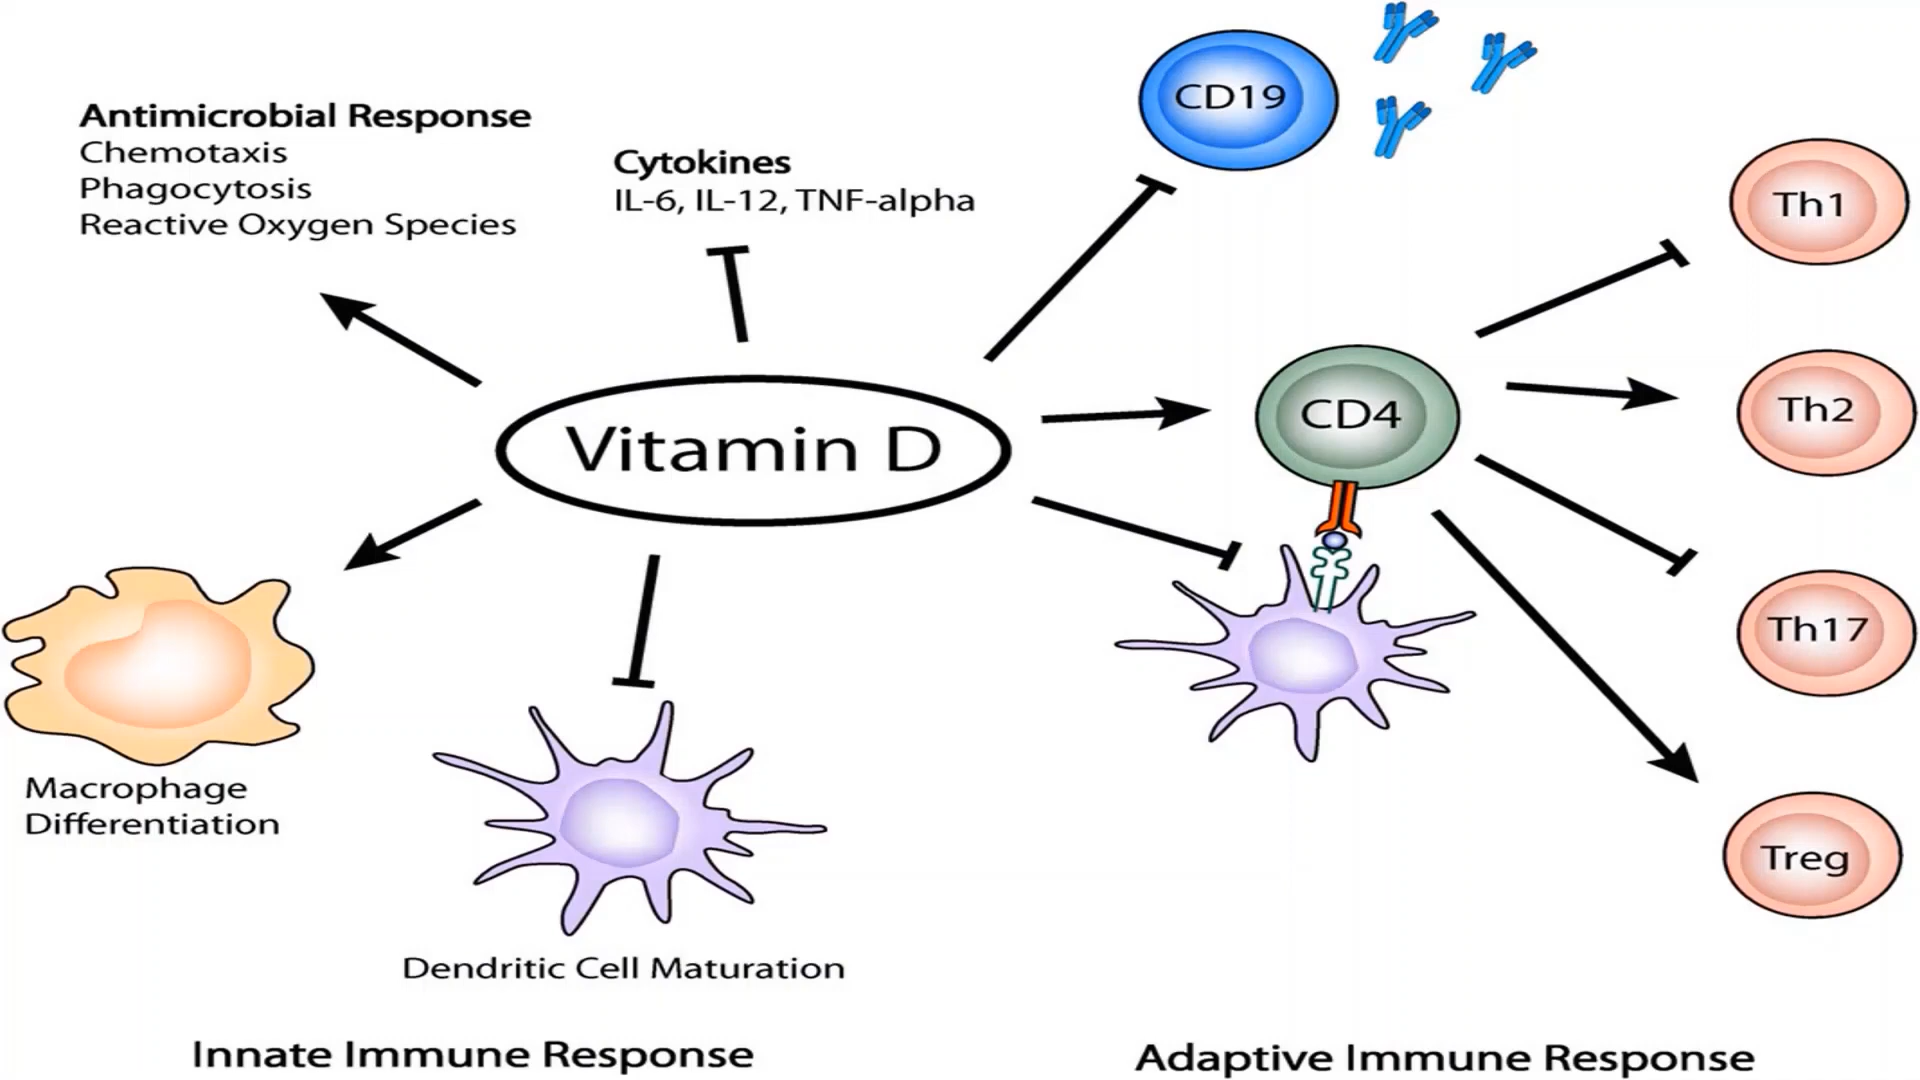 Antimicrobial Response
Chemotaxis
Phagocytosis
Reactive Oxygen Species
Cytokines
IL-6, IL-12, TNF-alpha
CD19
Th1
Vitamin D
CD4
Th2
Th17
Macrophage
Differentiation
Treg
Dendritic Cell Maturation
Innate Immune Response
Adaptive Immune Response